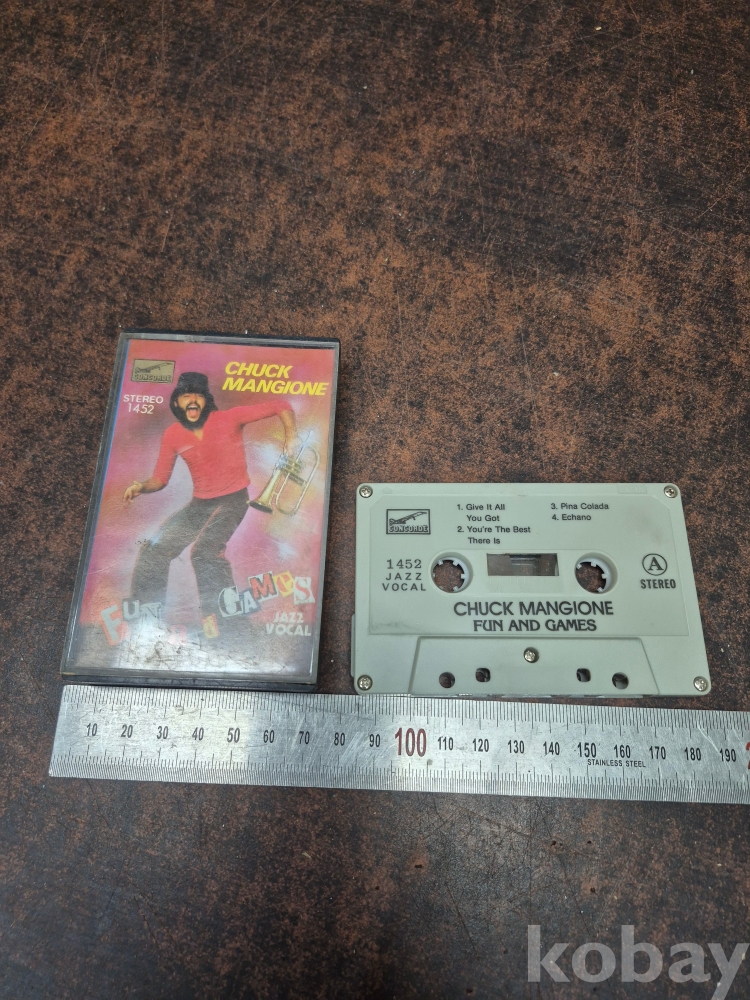 CONCORDE
CHUCK
MANGIONE
STEREO
1452
FUN
GAMES
JAZZ
VOCAL
CONCORDE
1. Give It All
You Got
2. You're The Best
There Is
3. Pina Colada
4. Echano
1452
JAZZ
VOCAL
A
STEREO
CHUCK MANGIONE
FUN AND GAMES
10 20 30 40 50 60 70 80 90 100 110 120 130 140 150 160 170 180 190
STAINLESS STEEL
kobay